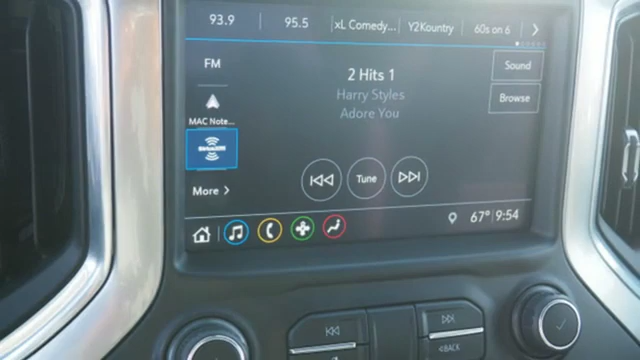 93.9 95.5 xL Comedy... Y2Kountry 60s on 6
FM
2 Hits 1
Sound
Harry Styles
MAC Note...
Adore You
Browse
SiriusXM
More
Tune
67° 9:54
BACK